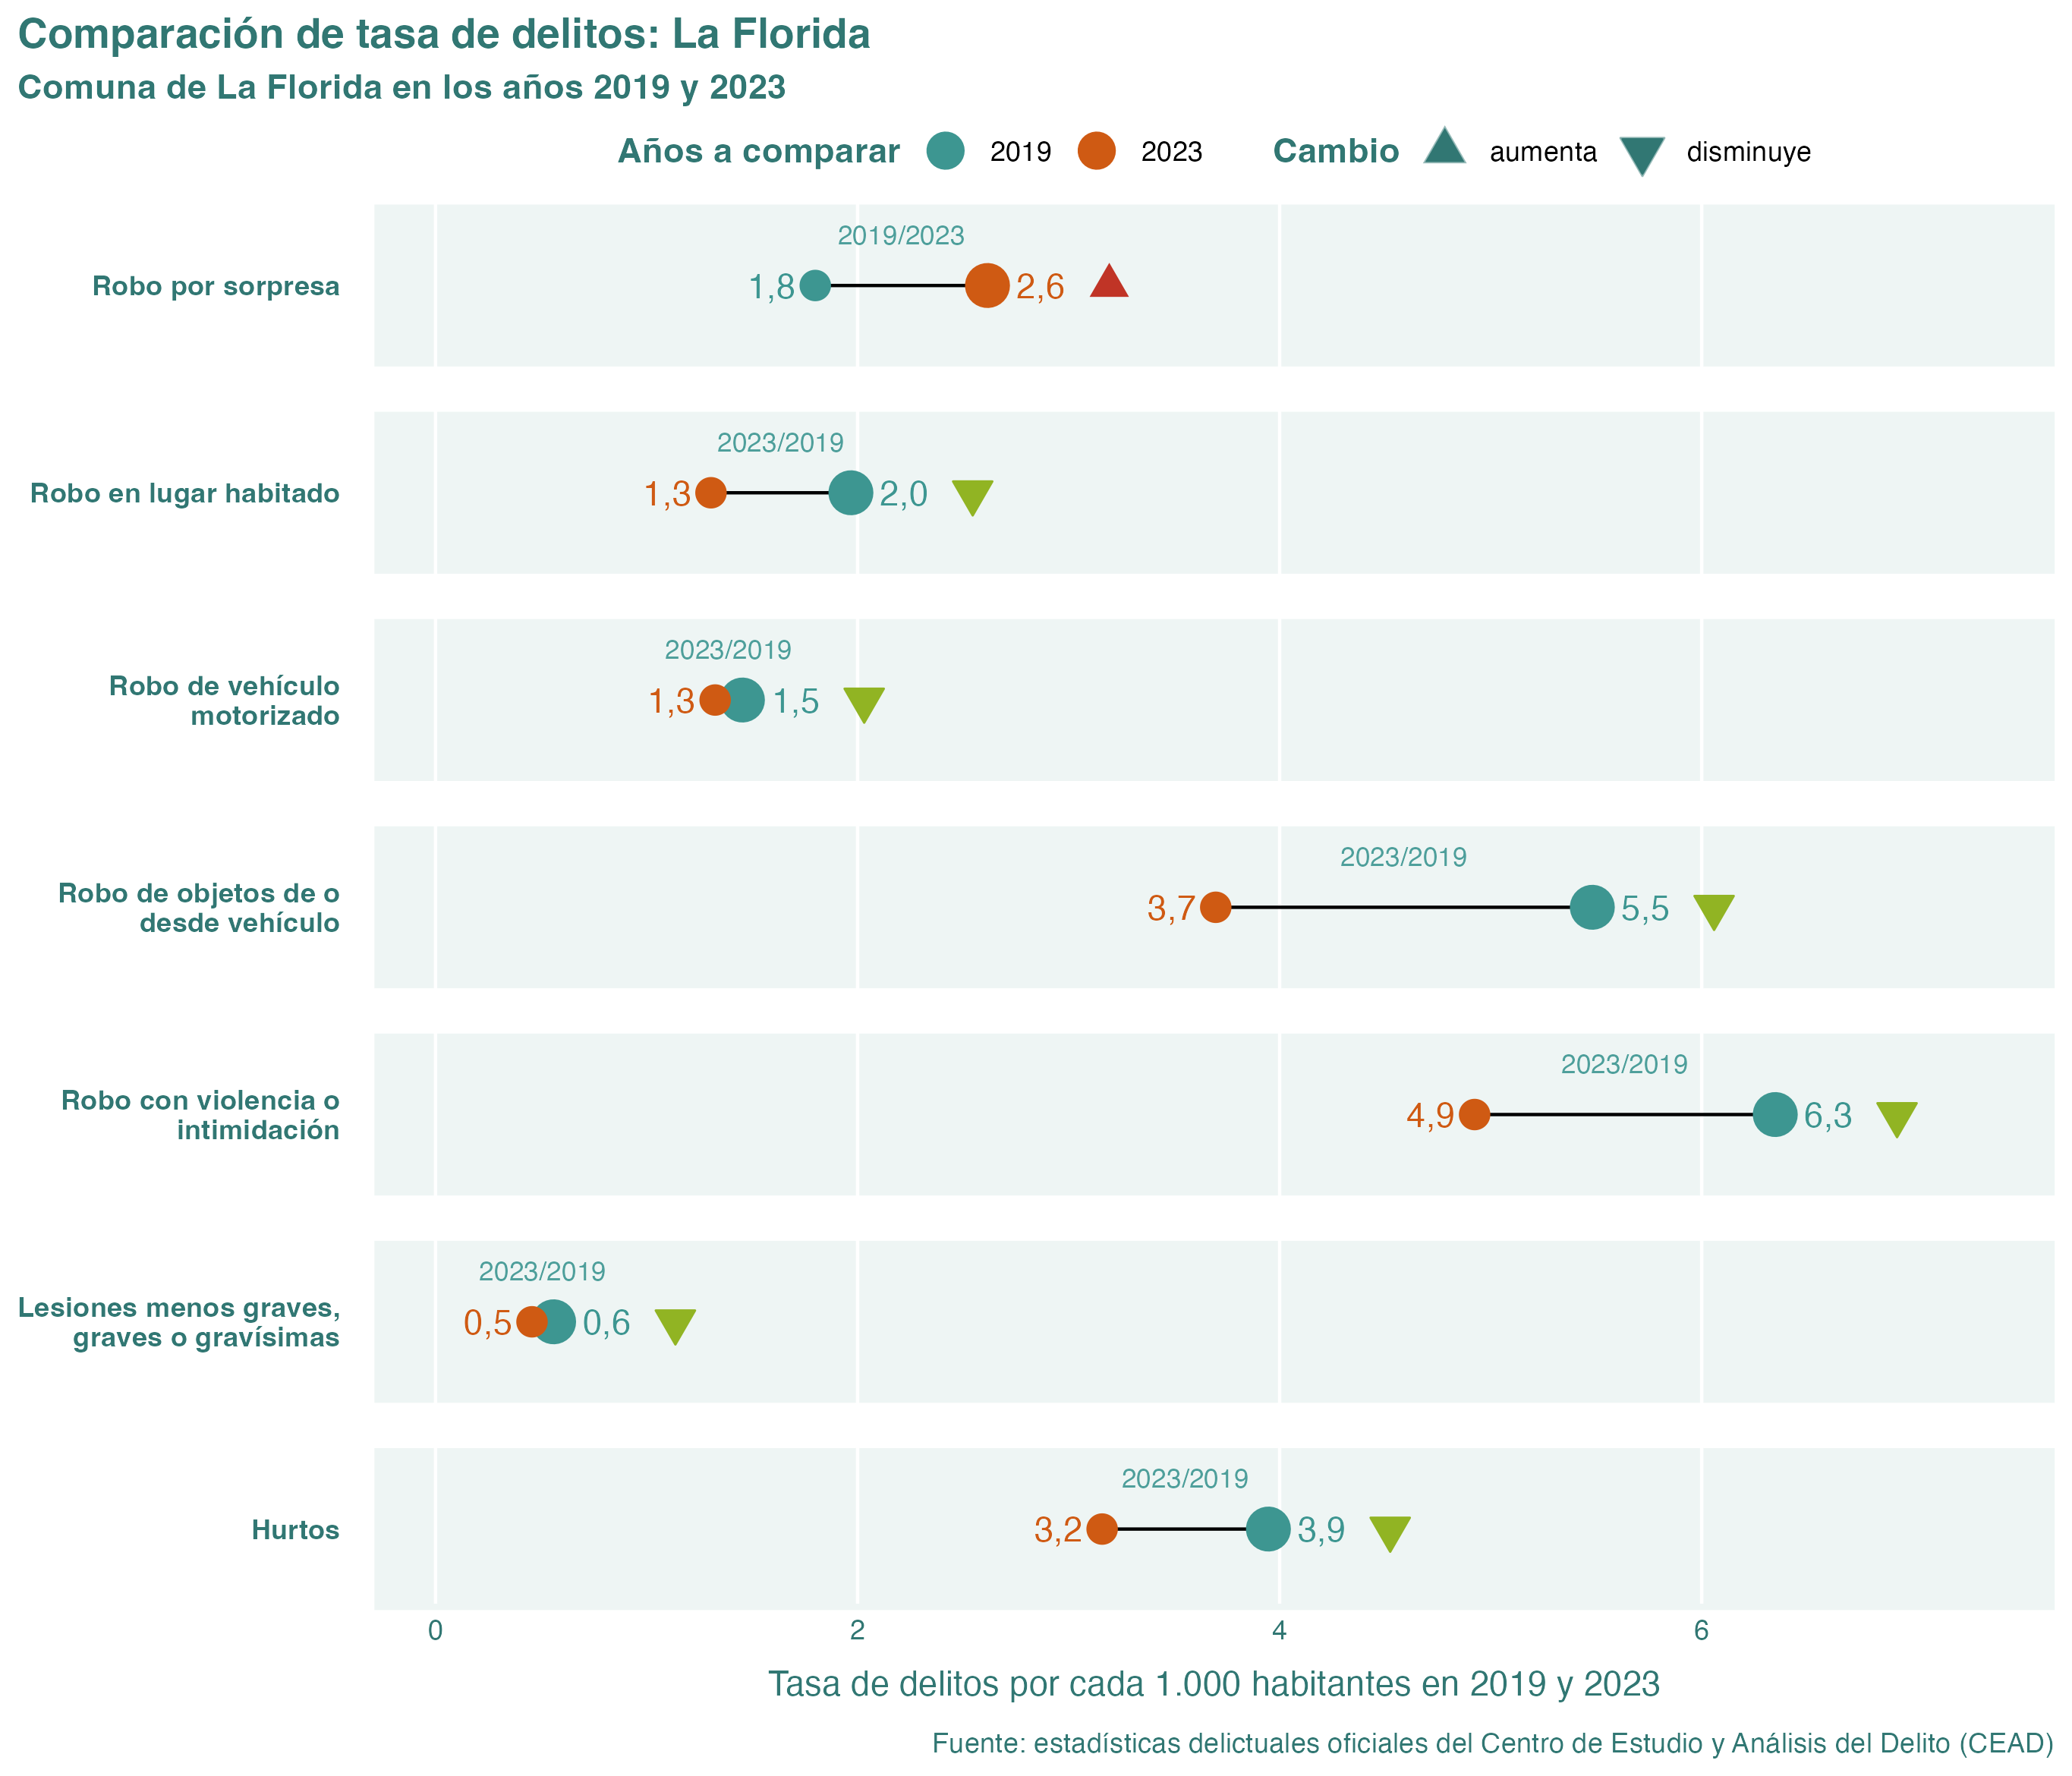 Comparación de tasa de delitos: La Florida
Comuna de La Florida en los años 2019 y 2023
Años a comparar 2019 2023 Cambio aumenta disminuye
2019/2023
Robo por sorpresa 1,8 2,6
2023/2019
Robo en lugar habitado 1,3 2,0
2023/2019
Robo de vehículo
motorizado
1,3 1,5
2023/2019
Robo de objetos de o
desde vehículo
3,7 5,5
2023/2019
Robo con violencia o
intimidación
4,9 6,3
2023/2019
Lesiones menos graves,
graves o gravísimas
0,5 0,6
2023/2019
Hurtos 3,2 3,9
0 2 4 6
Tasa de delitos por cada 1.000 habitantes en 2019 y 2023
Fuente: estadísticas delictuales oficiales del Centro de Estudio y Análisis del Delito (CEAD)